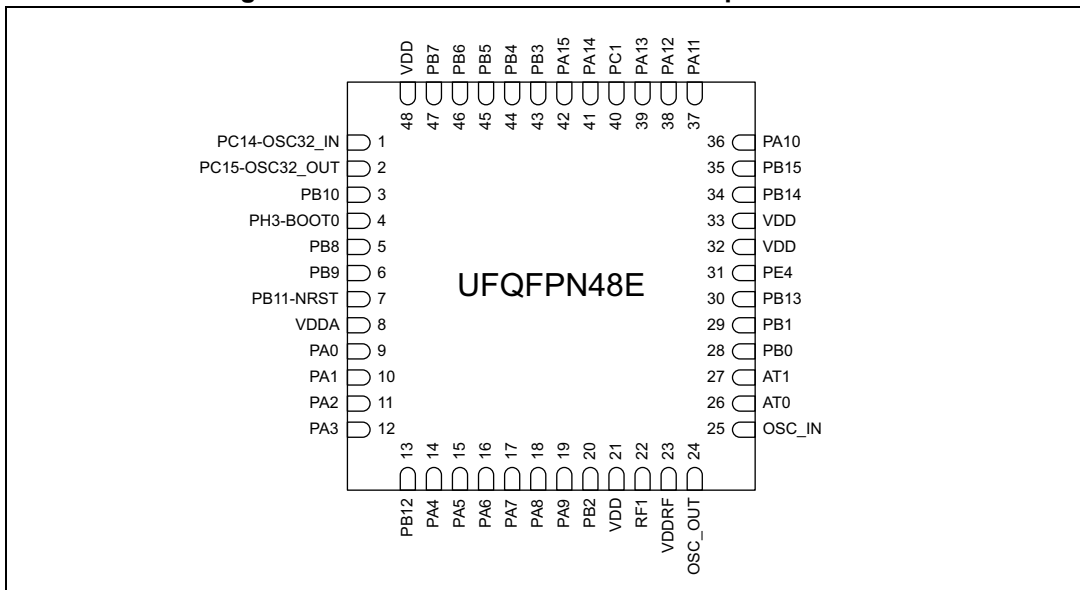 VDD PB7 PB6 PB5 PB4 PB3 PA15 PA14 PC1 PA13 PA12 PA11
48 47 46 45 44 43 42 41 40 39 38 37
PC14-OSC32_IN 1 36 PA10
PC15-OSC32_OUT 2 35 PB15
PB10 3 34 PB14
PH3-BOOT0 4 33 VDD
PB8 5 32 VDD
PB9 6 31 PE4
UFQFPN48E
PB11-NRST 7 30 PB13
VDDA 8 29 PB1
PA0 9 28 PB0
PA1 10 27 AT1
PA2 11 26 AT0
PA3 12 25 OSC_IN
13 14 15 16 17 18 19 20 21 22 23 24
PB12 PA4 PA5 PA6 PA7 PA8 PA9 PB2 VDD RF1 VDDRF OSC_OUT